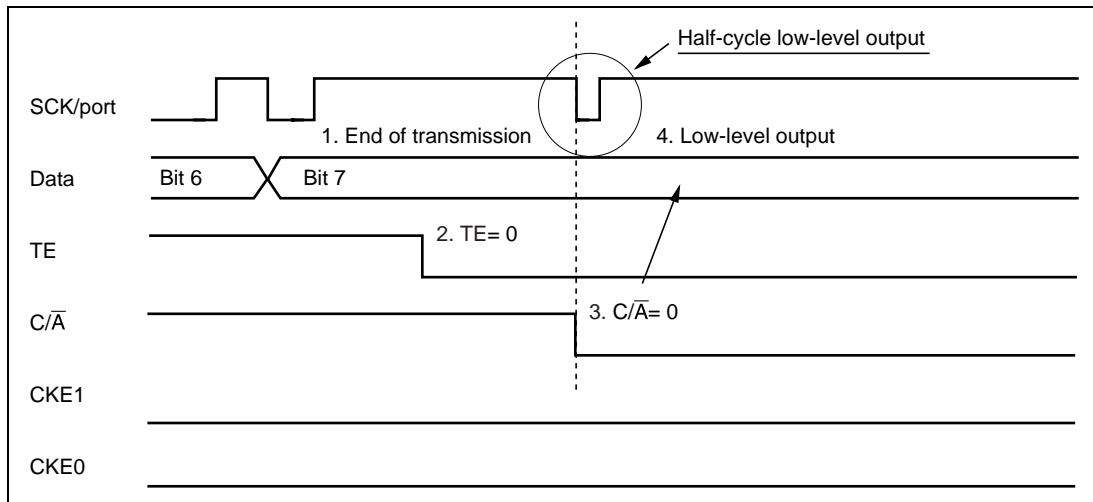 Half-cycle low-level output
SCK/port
1. End of transmission
4. Low-level output
Data
Bit 6
Bit 7
TE
2. TE= 0
C/A̅
3. C/A̅= 0
CKE1
CKE0